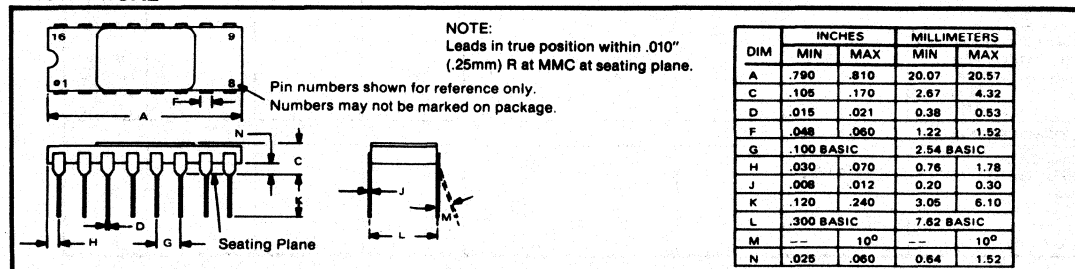 NOTE:
Leads in true position within .010"
(.25mm) R at MMC at seating plane.
16 9
1 8
Pin numbers shown for reference only.
Numbers may not be marked on package.
F
A
N
C
K
D
H G Seating Plane
J
M
L
DIM INCHES MILLIMETERS
MIN MAX MIN MAX
A .790 .810 20.07 20.57
C .105 .170 2.67 4.32
D .015 .021 0.38 0.53
F .048 .060 1.22 1.52
G .100 BASIC 2.54 BASIC
H .030 .070 0.76 1.78
J .008 .012 0.20 0.30
K .120 .240 3.05 6.10
L .300 BASIC 7.62 BASIC
M -- 10° -- 10°
N .025 .060 0.64 1.52